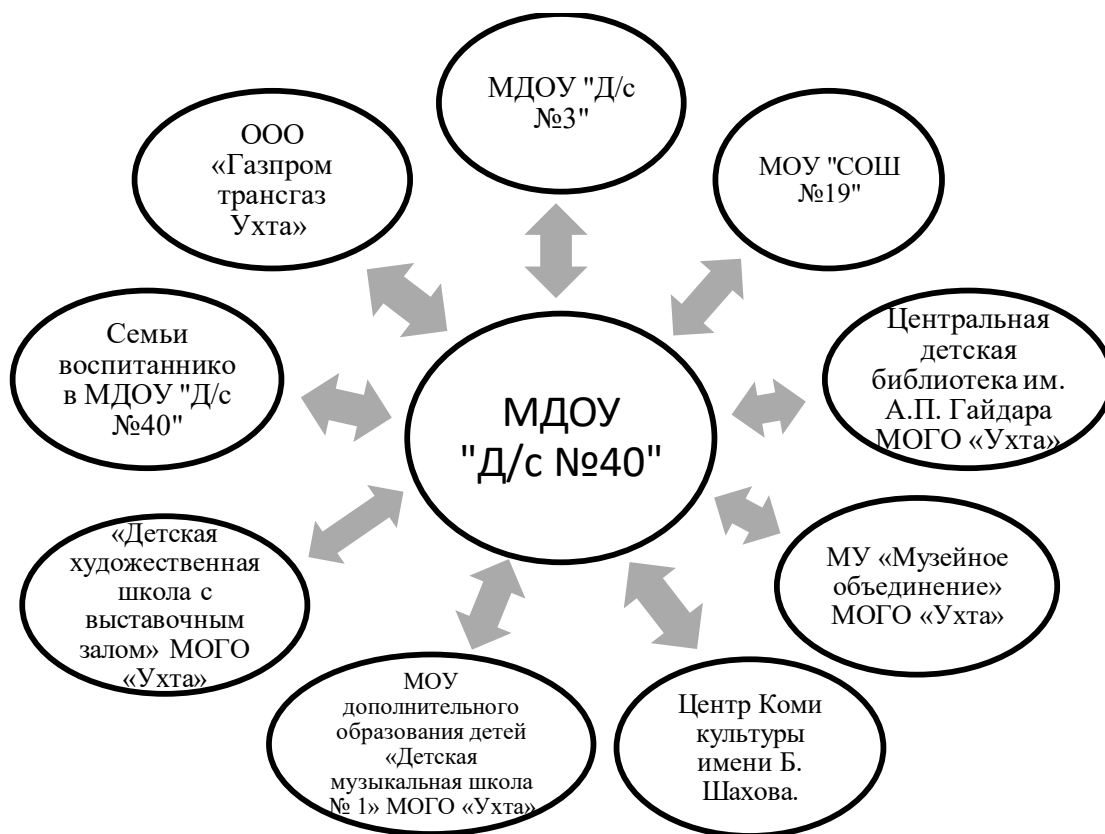 МДОУ "Д/с
№3"
ООО
«Газпром
трансгаз
Ухта»
МОУ "СОШ
№19"
Семьи
воспитаннико
в МДОУ "Д/с
№40"
Центральная
детская
библиотека им.
А.П. Гайдара
МОГО «Ухта»
МДОУ
"Д/с №40"
«Детская
художественная
школа с
выставочным
залом» МОГО
«Ухта»
МУ «Музейное
объединение»
МОГО «Ухта»
МОУ
дополнительного
образования детей
«Детская
музыкальная школа
№ 1» МОГО «Ухта»
Центр Коми
культуры
имени Б.
Шахова.